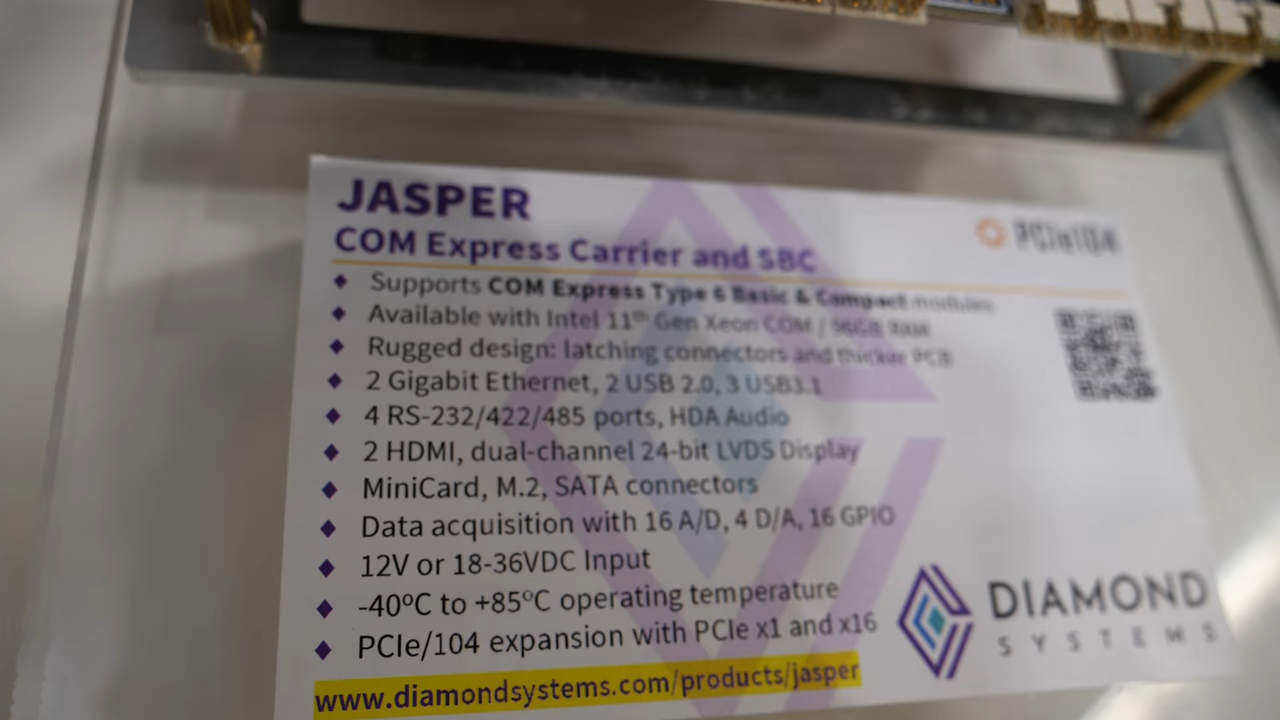 JASPER
COM Express Carrier and SBC
PCIe104
Supports COM Express Type 6 Basic & Compact modules
Available with Intel 11th Gen Xeon COM / RAM
Rugged design: latching connectors and thicker PCB
2 Gigabit Ethernet, 2 USB 2.0, 3 USB3.1
4 RS-232/422/485 ports, HDA Audio
2 HDMI, dual-channel 24-bit LVDS Display
MiniCard, M.2, SATA connectors
Data acquisition with 16 A/D, 4 D/A, 16 GPIO
12V or 18-36VDC Input
-40ºC to +85ºC operating temperature
PCIe/104 expansion with PCIe x1 and x16
www.diamondsystems.com/products/jasper
DIAMOND
SYSTEMS